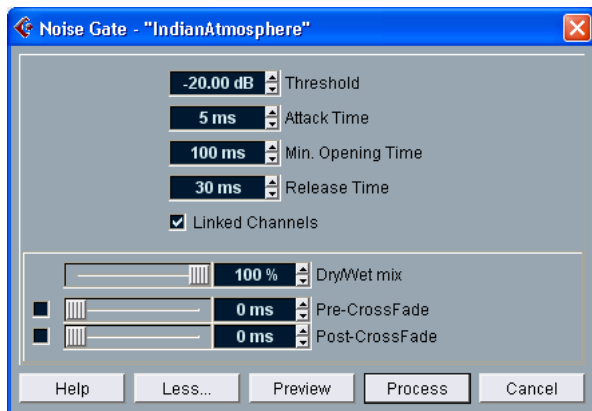 Noise Gate - "IndianAtmosphere"
-20.00 dB Threshold
5 ms Attack Time
100 ms Min. Opening Time
30 ms Release Time
Linked Channels
100 % Dry/Wet mix
0 ms Pre-CrossFade
0 ms Post-CrossFade
Help Less... Preview Process Cancel